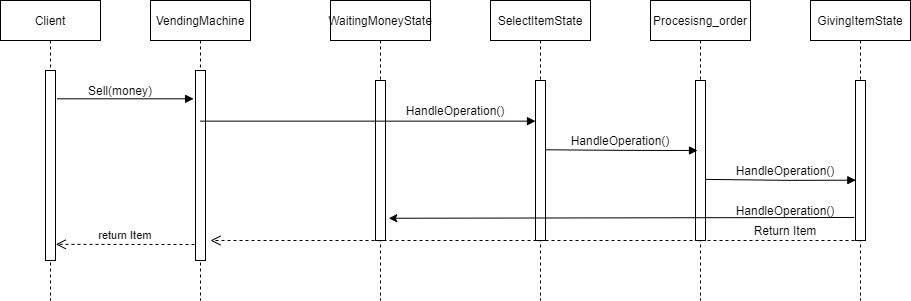 Client
VendingMachine
WaitingMoneyState
SelectItemState
Procesisng_order
GivingItemState
Sell(money)
HandleOperation()
HandleOperation()
HandleOperation()
HandleOperation()
return Item
Return Item